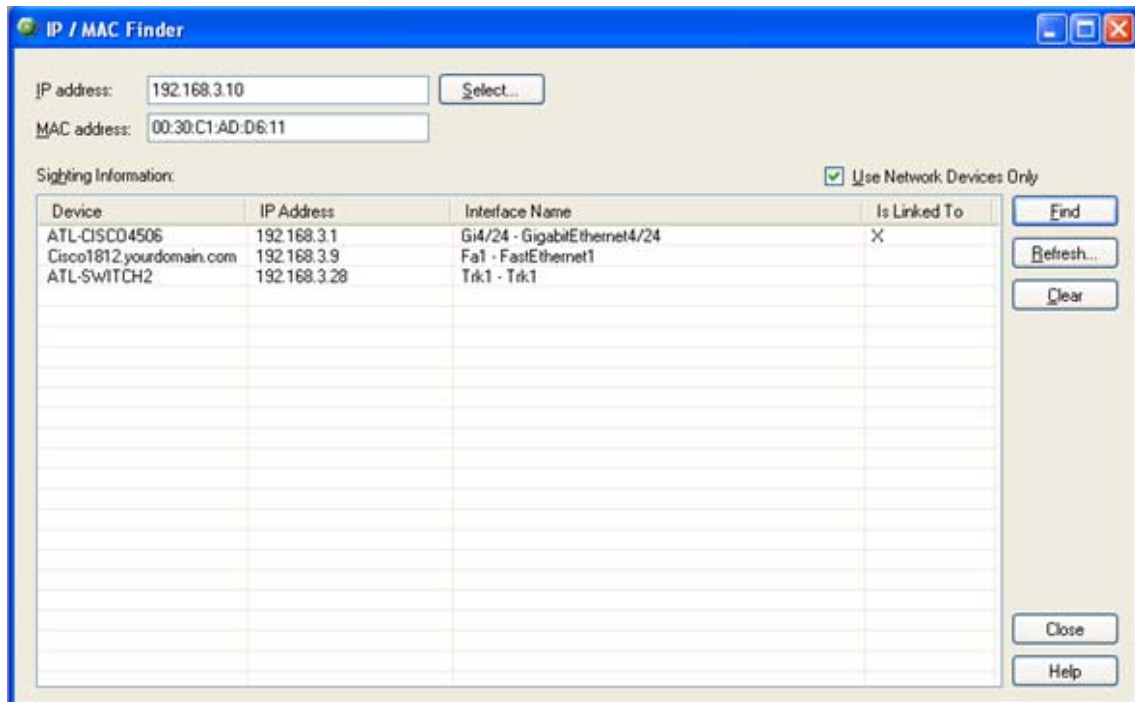 IP / MAC Finder
IP address: 192.168.3.10 Select...
MAC address: 00:30:C1:AD:D6:11
Sighting Information: Use Network Devices Only
Device IP Address Interface Name Is Linked To Find
ATL-CISCO4506 192.168.3.1 Gi4/24 - GigabitEthernet4/24 X
Cisco1812.yourdomain.com 192.168.3.9 Fa1 - FastEthernet1 Refresh...
ATL-SWITCH2 192.168.3.28 Trk1 - Trk1
Clear
Close
Help